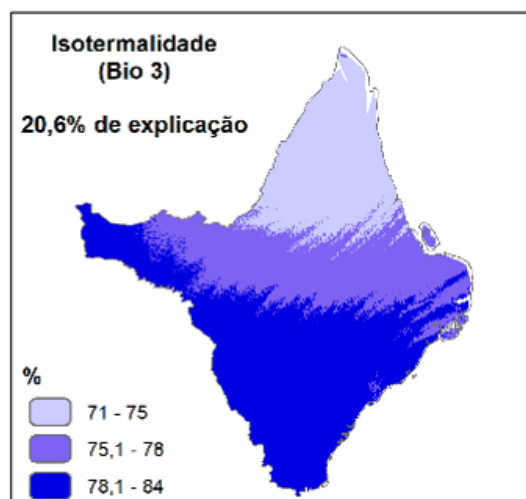 Isotermalidade
(Bio 3)
20,6% de explicação
%
71 - 75
75,1 - 78
78,1 - 84